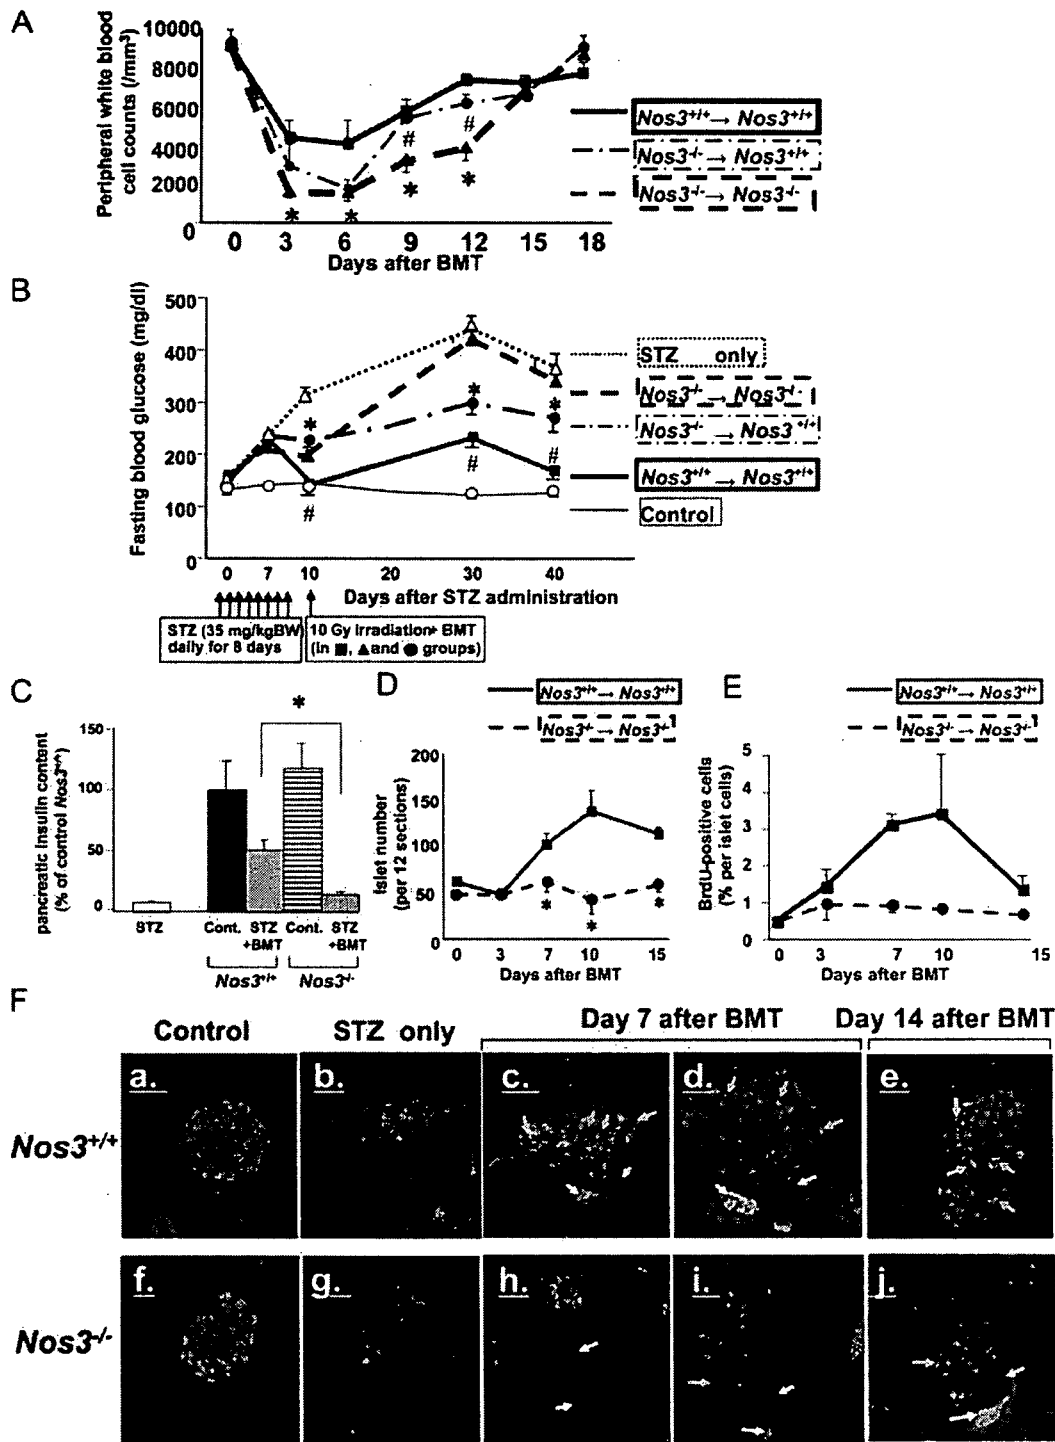 A
Peripheral white blood
cell counts (/mm³)
10000
8000
6000
4000
2000
0
#
#
*
*
*
*
0 3 6 9 12 15 18
Days after BMT
Nos3+/+ → Nos3+/+
Nos3-/- → Nos3+/+
Nos3-/- → Nos3-/-
B
Fasting blood glucose (mg/dl)
500
400
300
200
100
0
*
*
*
#
#
#
0 7 10 20 30 40
Days after STZ administration
STZ only
Nos3-/- → Nos3-/-
Nos3-/- → Nos3+/+
Nos3+/+ → Nos3+/+
Control
STZ (35 mg/kgBW)
daily for 8 days
10 Gy irradiation+ BMT
(in ■, ▲ and ● groups)
C
pancreatic insulin content
(% of control Nos3+/+)
150
100
50
0
*
STZ
Cont. STZ +BMT
Cont. STZ +BMT
Nos3+/+ Nos3-/-
D
Nos3+/+ → Nos3+/+
Nos3-/- → Nos3-/-
Islet number
(per 12 sections)
200
150
100
50
0
* * *
0 3 7 10 15
Days after BMT
E
Nos3+/+ → Nos3+/+
Nos3-/- → Nos3-/-
BrdU-positive cells
(% per islet cells)
5
4
3
2
1
0
0 3 7 10 15
Days after BMT
F
Control STZ only Day 7 after BMT Day 14 after BMT
Nos3+/+
a. b. c. d. e.
Nos3-/-
f. g. h. i. j.